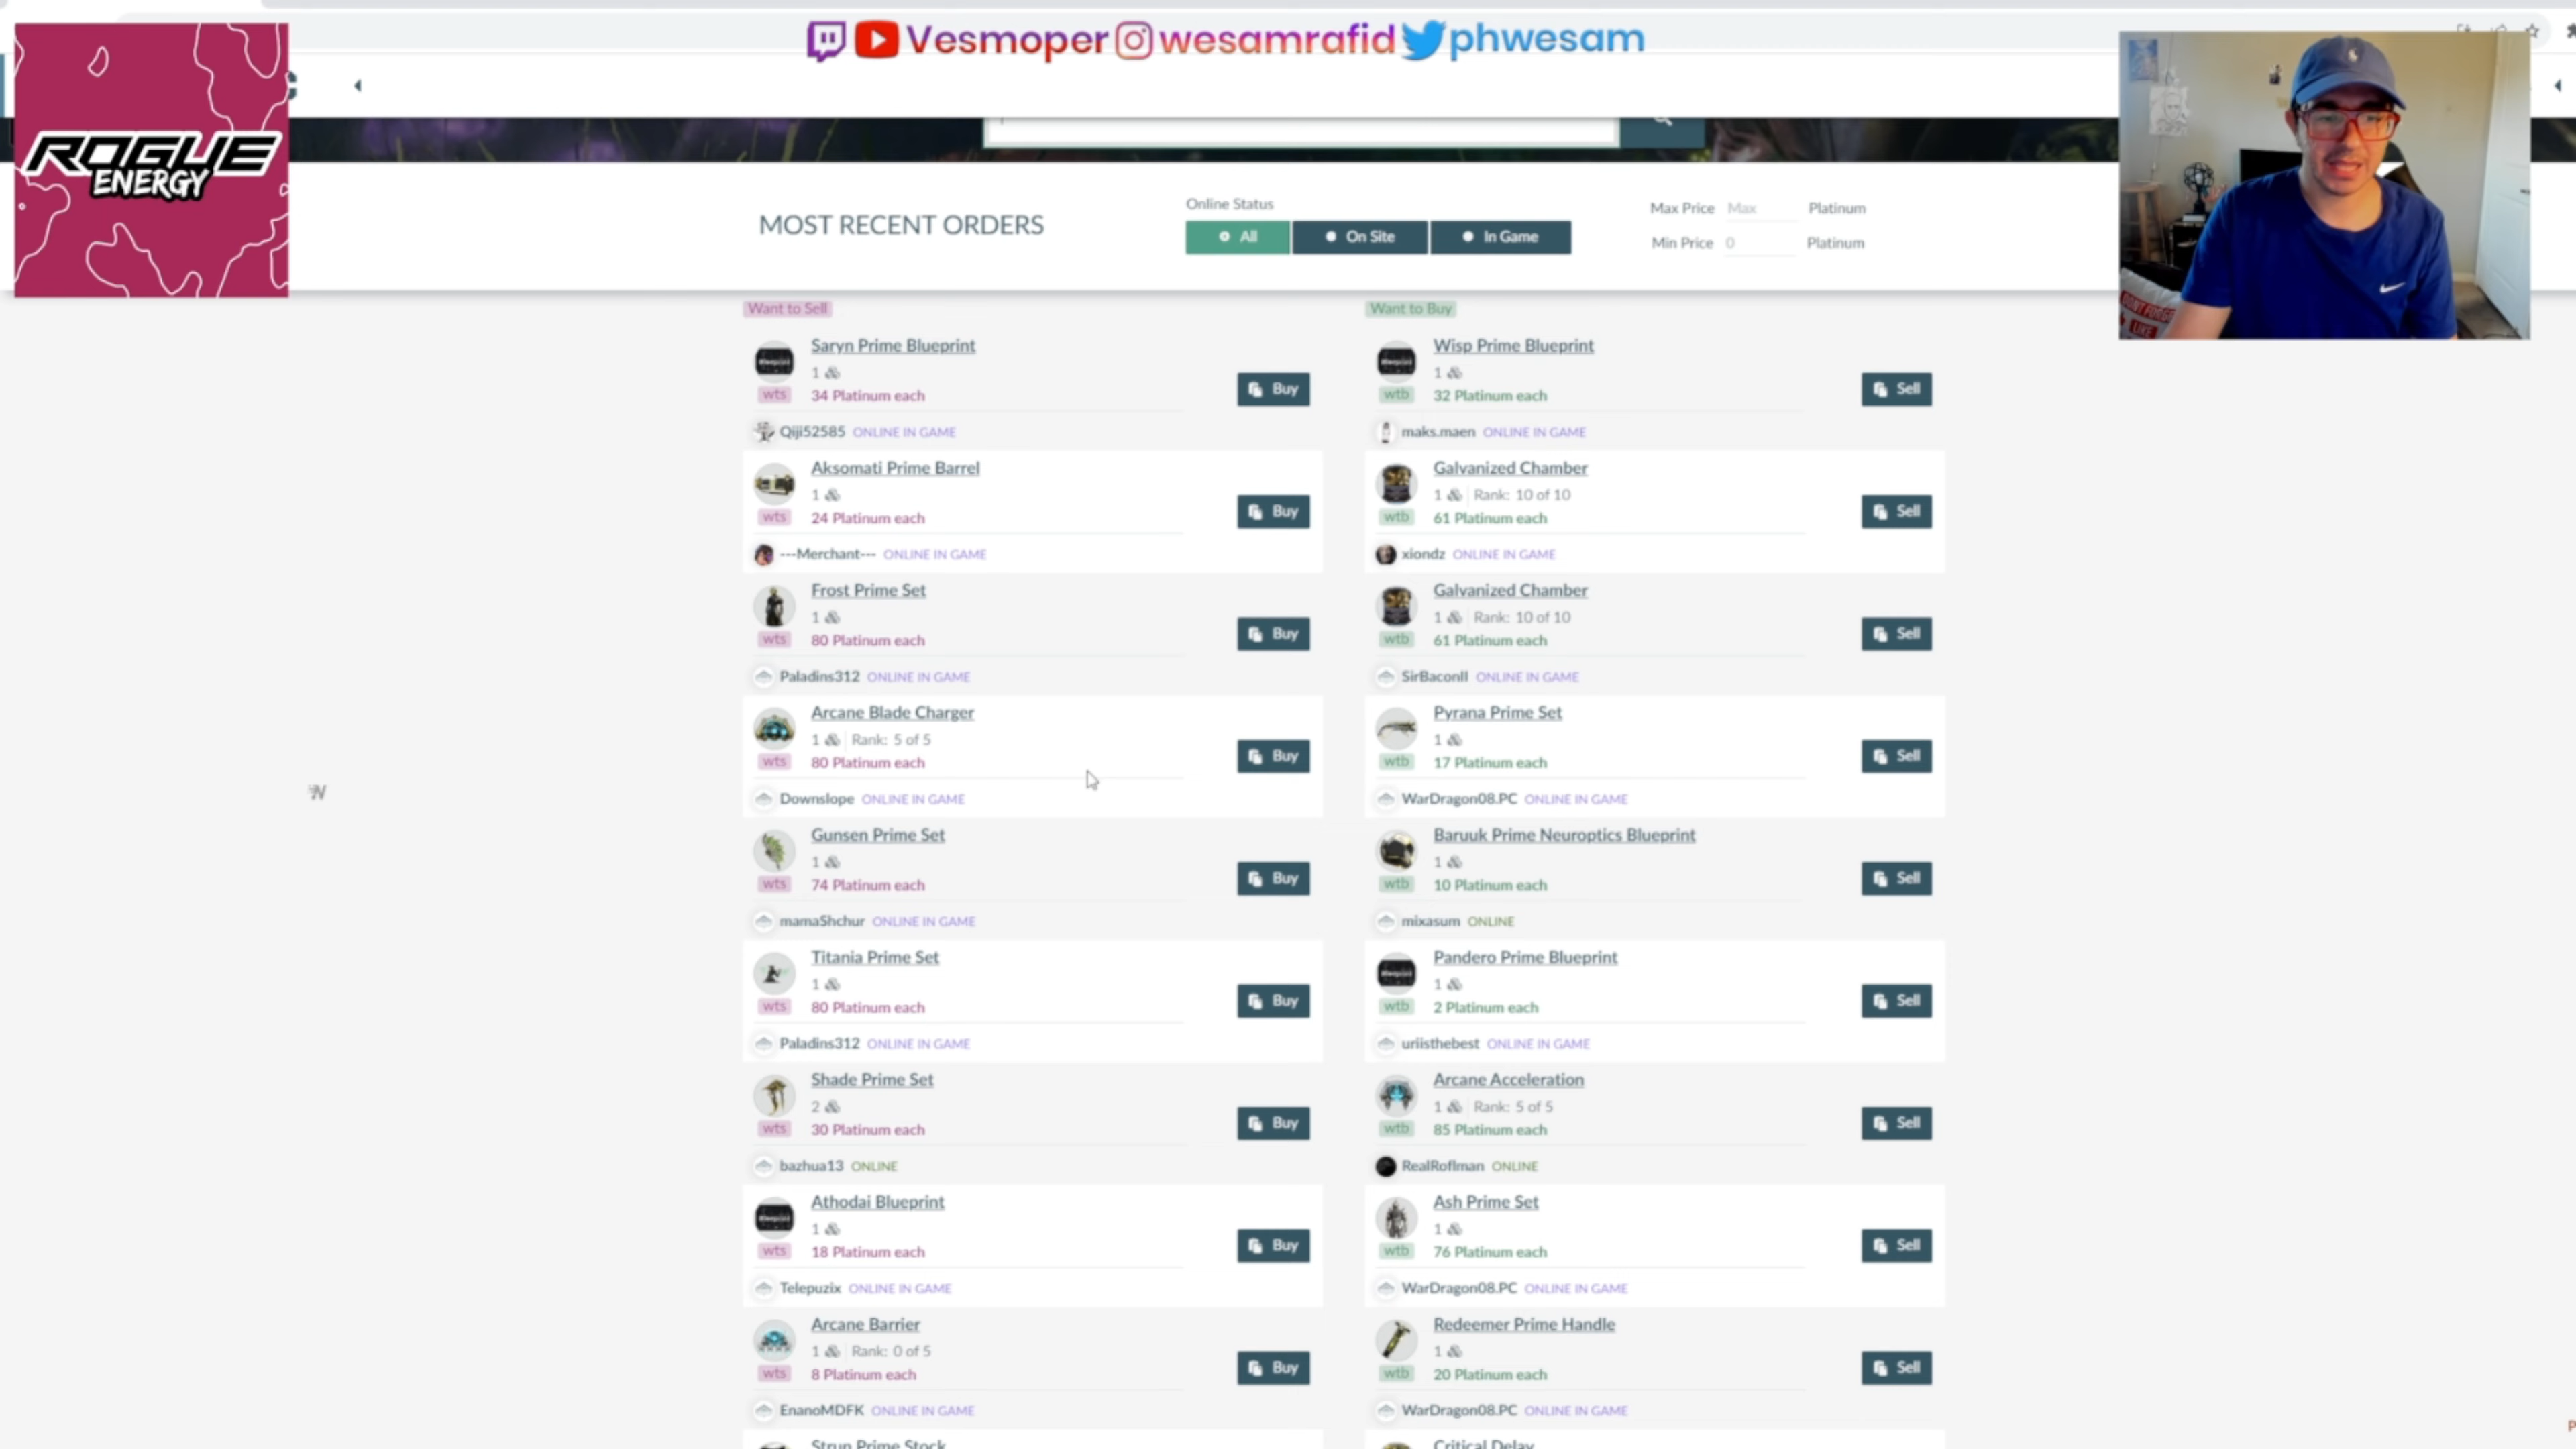 Vesmoper wesamrafid phwesam
ROGUE
ENERGY
MOST RECENT ORDERS
Online Status
All
On Site
In Game
Max Price Max Platinum
Min Price 0 Platinum
Want to Sell
Saryn Prime Blueprint
1
wts 34 Platinum each
Buy
Qiji52585 ONLINE IN GAME
Aksomati Prime Barrel
1
wts 24 Platinum each
Buy
---Merchant--- ONLINE IN GAME
Frost Prime Set
1
wts 80 Platinum each
Buy
Paladins312 ONLINE IN GAME
Arcane Blade Charger
1 Rank: 5 of 5
wts 80 Platinum each
Buy
Downslope ONLINE IN GAME
Gunsen Prime Set
1
wts 74 Platinum each
Buy
mamaShchur ONLINE IN GAME
Titania Prime Set
1
wts 80 Platinum each
Buy
Paladins312 ONLINE IN GAME
Shade Prime Set
2
wts 30 Platinum each
Buy
bazhua13 ONLINE
Athodai Blueprint
1
wts 18 Platinum each
Buy
Telepuzix ONLINE IN GAME
Arcane Barrier
1 Rank: 0 of 5
wts 8 Platinum each
Buy
EnanoMDFK ONLINE IN GAME
Strun Prime Stock
Want to Buy
Wisp Prime Blueprint
1
wtb 32 Platinum each
Sell
maks.maen ONLINE IN GAME
Galvanized Chamber
1 Rank: 10 of 10
wtb 61 Platinum each
Sell
xiondz ONLINE IN GAME
Galvanized Chamber
1 Rank: 10 of 10
wtb 61 Platinum each
Sell
SirBaconII ONLINE IN GAME
Pyrana Prime Set
1
wtb 17 Platinum each
Sell
WarDragon08.PC ONLINE IN GAME
Baruuk Prime Neuroptics Blueprint
1
wtb 10 Platinum each
Sell
mixasum ONLINE
Pandero Prime Blueprint
1
wtb 2 Platinum each
Sell
uriisthebest ONLINE IN GAME
Arcane Acceleration
1 Rank: 5 of 5
wtb 85 Platinum each
Sell
RealRoflman ONLINE
Ash Prime Set
1
wtb 76 Platinum each
Sell
WarDragon08.PC ONLINE IN GAME
Redeemer Prime Handle
1
wtb 20 Platinum each
Sell
WarDragon08.PC ONLINE IN GAME
Critical Delay